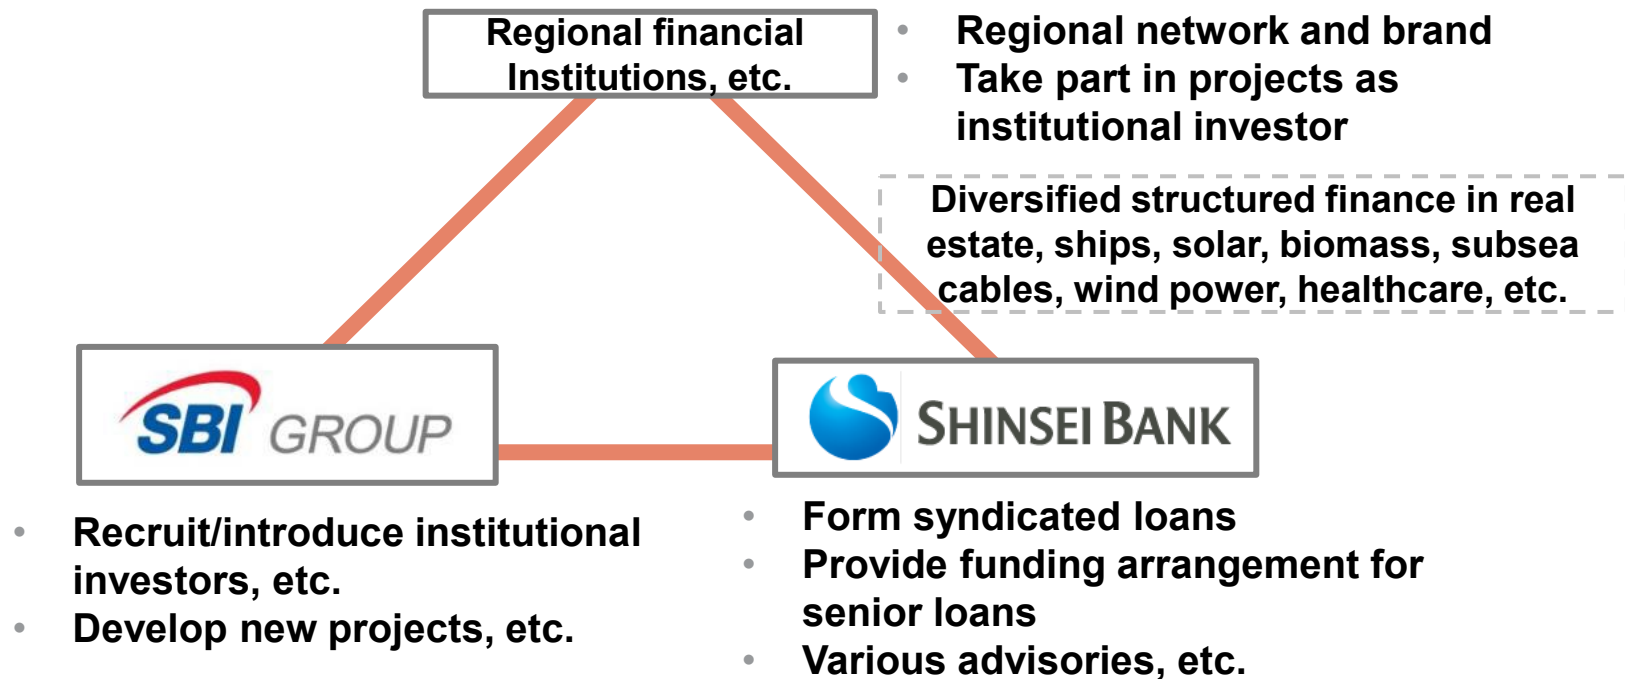 Regional financial
Institutions, etc.
• Regional network and brand
• Take part in projects as
institutional investor
Diversified structured finance in real
estate, ships, solar, biomass, subsea
cables, wind power, healthcare, etc.
SBI GROUP
SHINSEI BANK
• Recruit/introduce institutional
investors, etc.
• Develop new projects, etc.
• Form syndicated loans
• Provide funding arrangement for
senior loans
• Various advisories, etc.